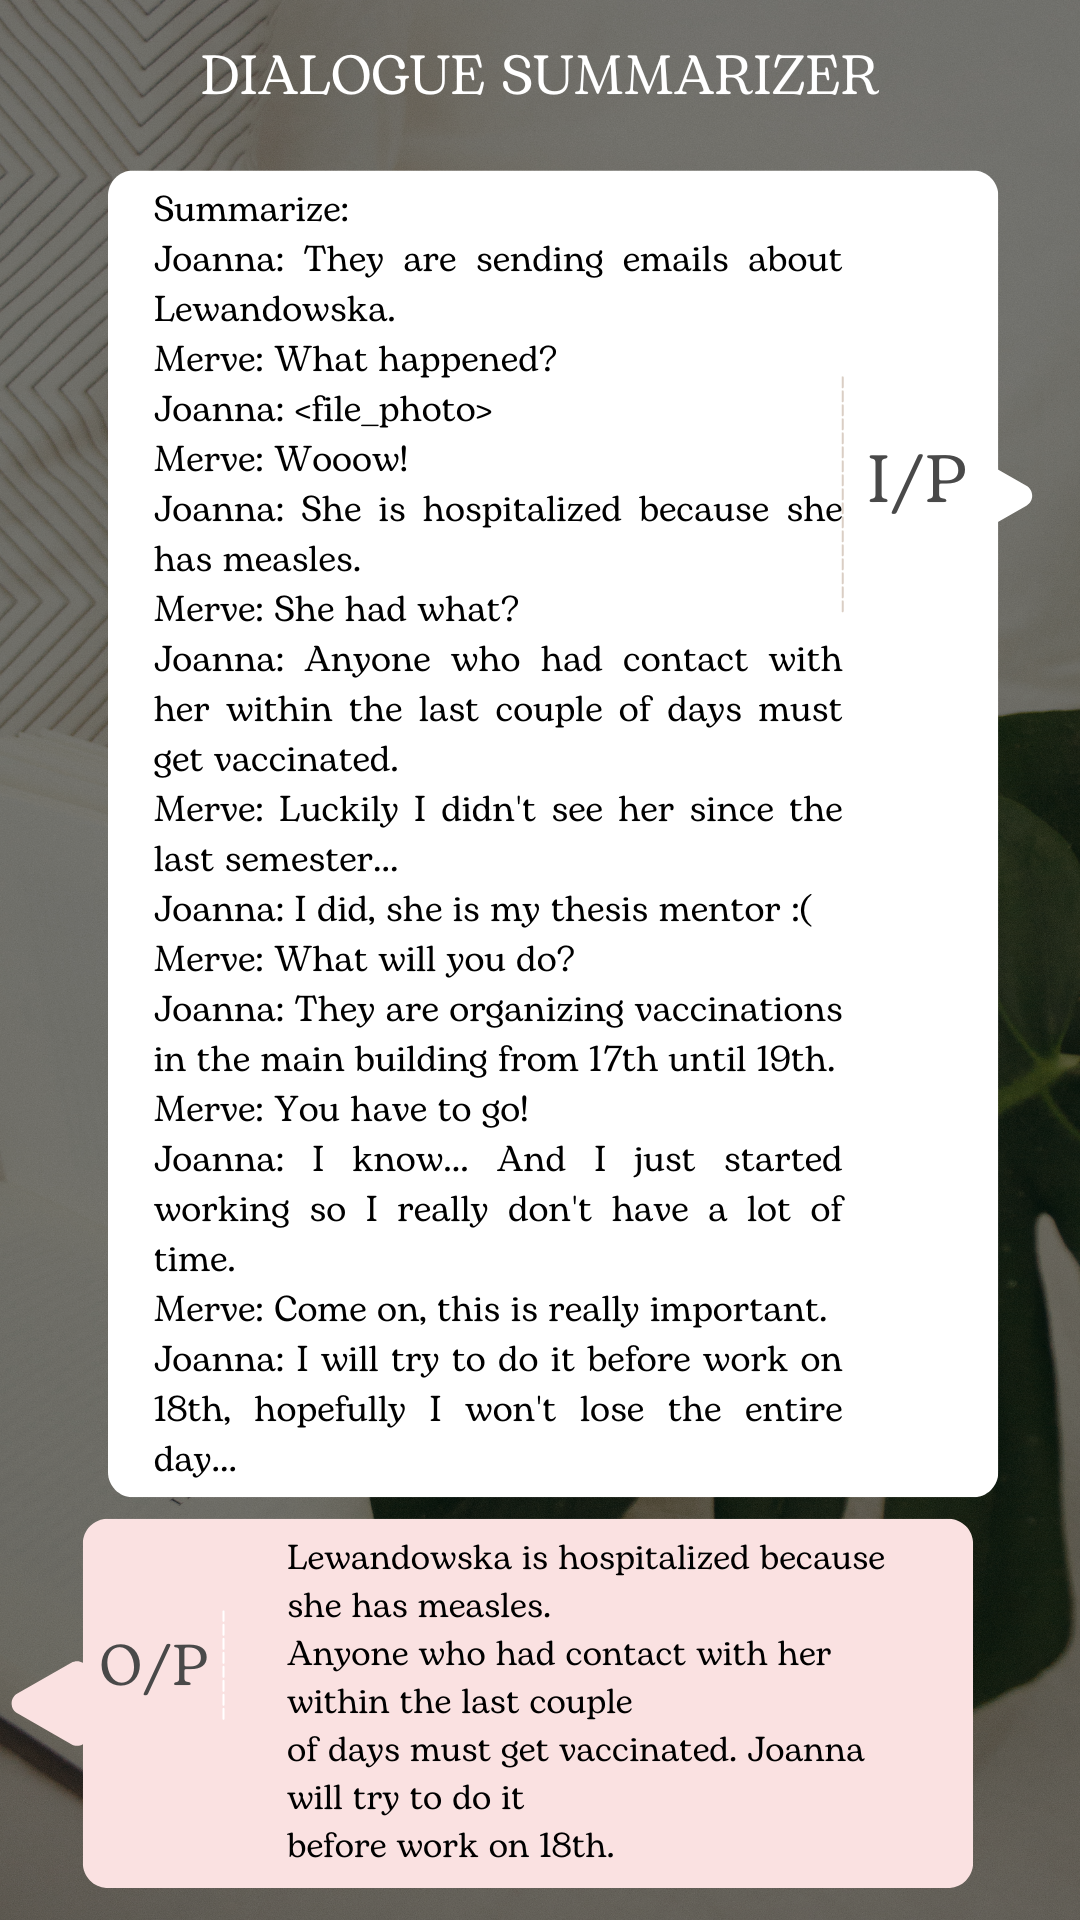 DIALOGUE SUMMARIZER
Summarize:
Joanna: They are sending emails about
Lewandowska.
Merve: What happened?
Joanna: <file_photo>
Merve: Wooow!
Joanna: She is hospitalized because she
has measles.
Merve: She had what?
Joanna: Anyone who had contact with
her within the last couple of days must
get vaccinated.
Merve: Luckily I didn't see her since the
last semester...
Joanna: I did, she is my thesis mentor :(
Merve: What will you do?
Joanna: They are organizing vaccinations
in the main building from 17th until 19th.
Merve: You have to go!
Joanna: I know... And I just started
working so I really don't have a lot of
time.
Merve: Come on, this is really important.
Joanna: I will try to do it before work on
18th, hopefully I won't lose the entire
day...
I/P
Lewandowska is hospitalized because
she has measles.
Anyone who had contact with her
within the last couple
of days must get vaccinated. Joanna
will try to do it
before work on 18th.
O/P